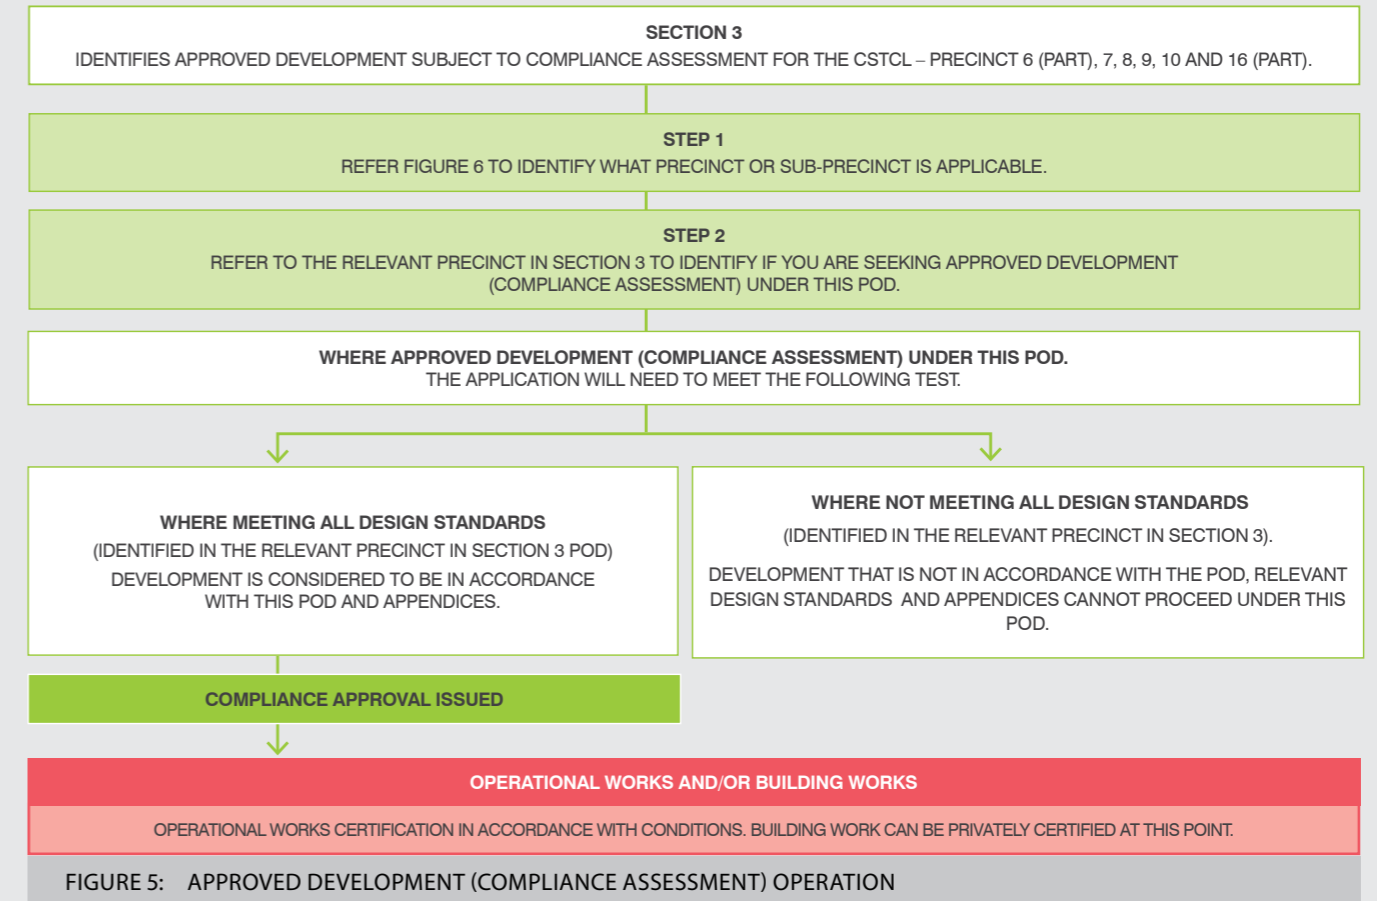 SECTION 3
IDENTIFIES APPROVED DEVELOPMENT SUBJECT TO COMPLIANCE ASSESSMENT FOR THE CSTCL – PRECINCT 6 (PART), 7, 8, 9, 10 AND 16 (PART).
STEP 1
REFER FIGURE 6 TO IDENTIFY WHAT PRECINCT OR SUB-PRECINCT IS APPLICABLE.
STEP 2
REFER TO THE RELEVANT PRECINCT IN SECTION 3 TO IDENTIFY IF YOU ARE SEEKING APPROVED DEVELOPMENT
(COMPLIANCE ASSESSMENT) UNDER THIS POD.
WHERE APPROVED DEVELOPMENT (COMPLIANCE ASSESSMENT) UNDER THIS POD.
THE APPLICATION WILL NEED TO MEET THE FOLLOWING TEST.
WHERE MEETING ALL DESIGN STANDARDS
(IDENTIFIED IN THE RELEVANT PRECINCT IN SECTION 3 POD)
DEVELOPMENT IS CONSIDERED TO BE IN ACCORDANCE
WITH THIS POD AND APPENDICES.
WHERE NOT MEETING ALL DESIGN STANDARDS
(IDENTIFIED IN THE RELEVANT PRECINCT IN SECTION 3).
DEVELOPMENT THAT IS NOT IN ACCORDANCE WITH THE POD, RELEVANT
DESIGN STANDARDS AND APPENDICES CANNOT PROCEED UNDER THIS
POD.
COMPLIANCE APPROVAL ISSUED
OPERATIONAL WORKS AND/OR BUILDING WORKS
OPERATIONAL WORKS CERTIFICATION IN ACCORDANCE WITH CONDITIONS. BUILDING WORK CAN BE PRIVATELY CERTIFIED AT THIS POINT.
FIGURE 5: APPROVED DEVELOPMENT (COMPLIANCE ASSESSMENT) OPERATION